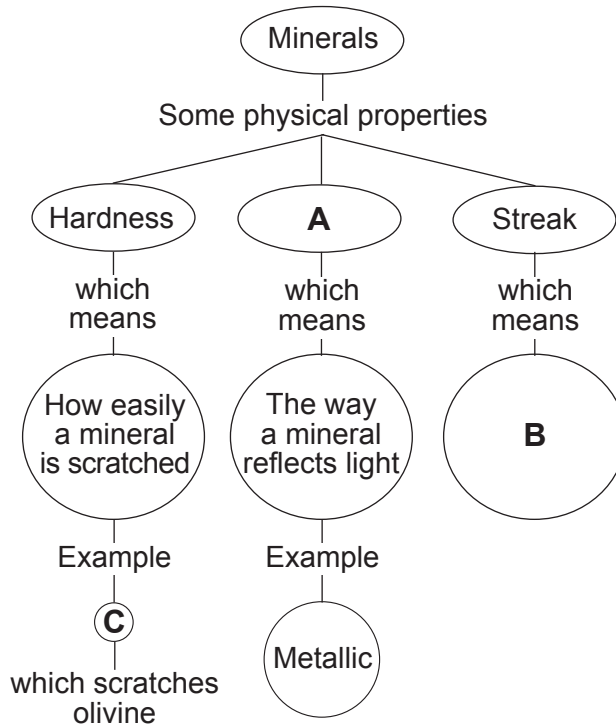 Minerals
Some physical properties
Hardness
A
Streak
which
means
which
means
which
means
How easily
a mineral
is scratched
The way
a mineral
reflects light
B
Example
Example
C
Metallic
which scratches
olivine